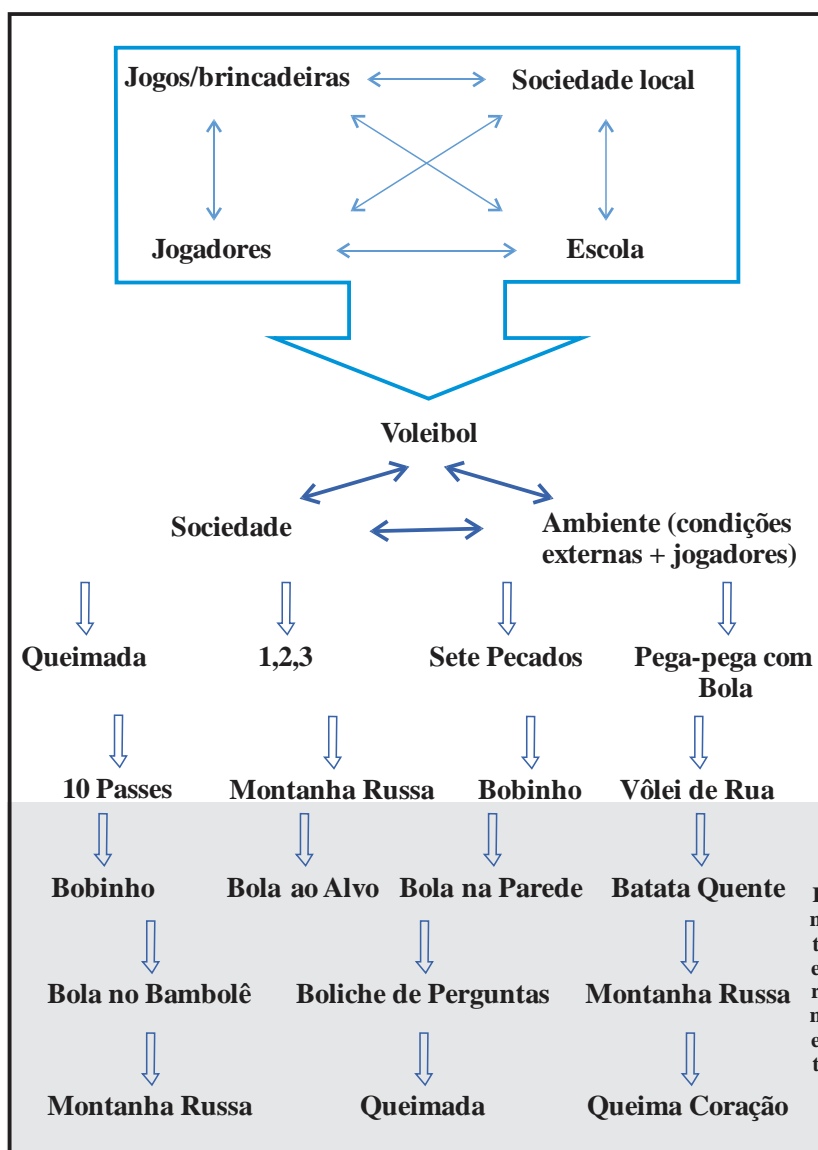 Jogos/brincadeiras
Sociedade local
Jogadores
Escola
Voleibol
Sociedade
Ambiente (condições
externas + jogadores)
Queimada
1,2,3
Sete Pecados
Pega-pega com
Bola
10 Passes
Montanha Russa
Bobinho
Vôlei de Rua
Bobinho
Bola ao Alvo
Bola na Parede
Batata Quente
Bola no Bambolê
Boliche de Perguntas
Montanha Russa
Montanha Russa
Queimada
Queima Coração